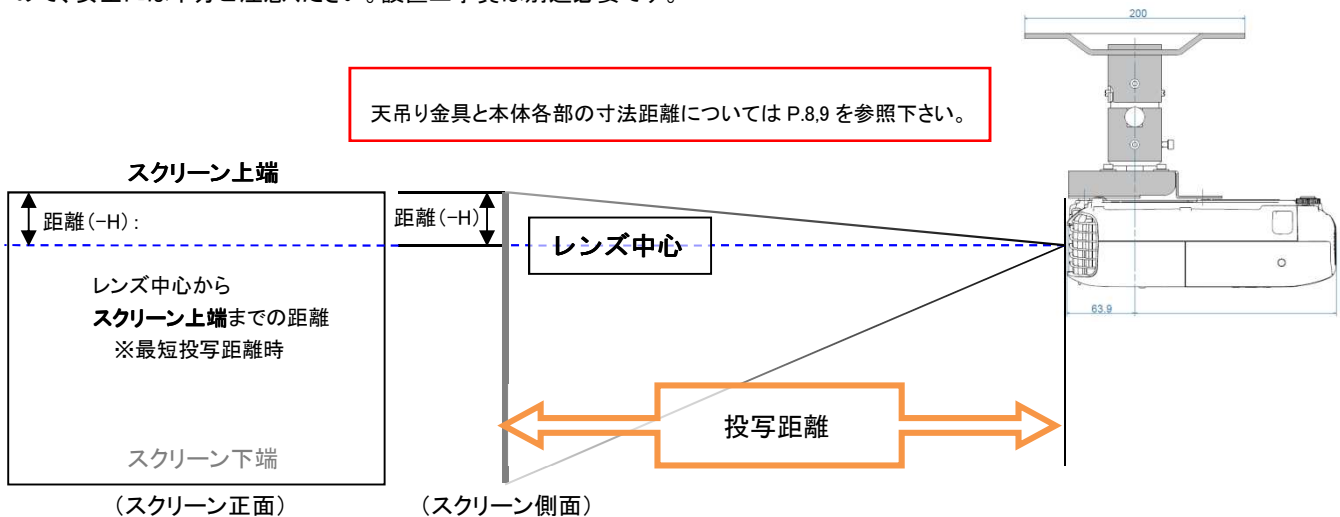 200
天吊り金具と本体各部の寸法距離については P.8,9 を参照下さい。
スクリーン上端
距離(-H):
距離(-H)
レンズ中心
レンズ中心から
スクリーン上端までの距離
※最短投写距離時
63.9
投写距離
スクリーン下端
(スクリーン正面)
(スクリーン側面)